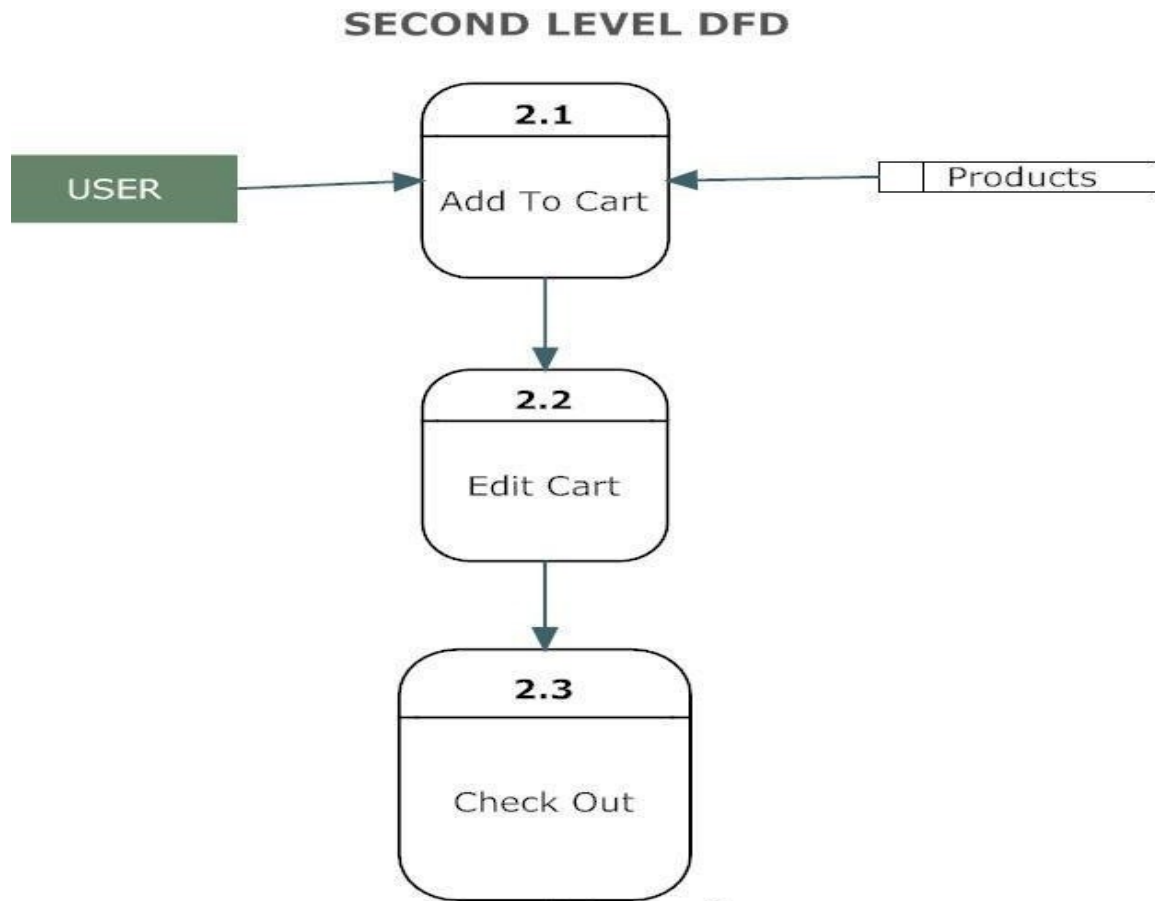 SECOND LEVEL DFD
2.1
USER
Add To Cart
Products
2.2
Edit Cart
2.3
Check Out